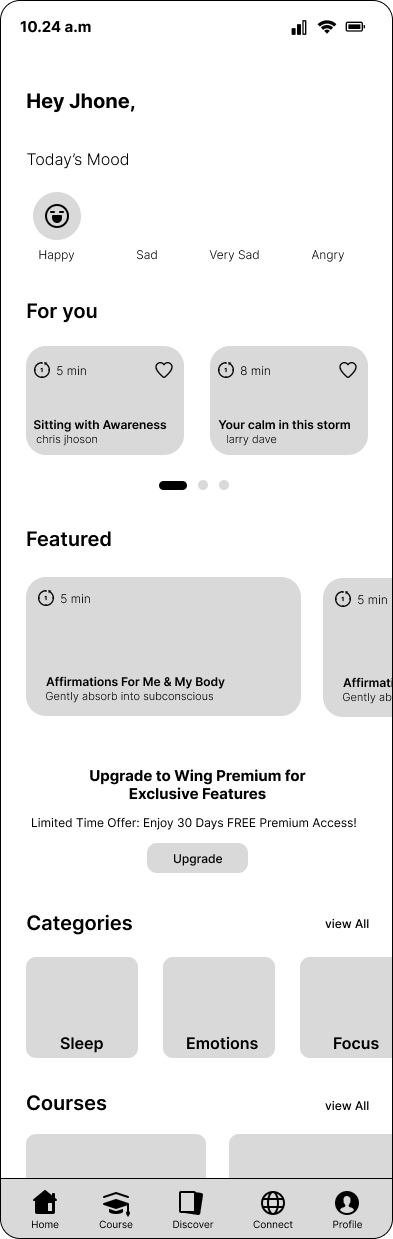 10.24 a.m
Hey Jhone,
Today's Mood
Happy Sad Very Sad Angry
For you
5 min 8 min
Sitting with Awareness Your calm in this storm
chris jhoson larry dave
Featured
5 min 5 min
Affirmations For Me & My Body Affirmati
Gently absorb into subconscious Gently ab
Upgrade to Wing Premium for
Exclusive Features
Limited Time Offer: Enjoy 30 Days FREE Premium Access!
Upgrade
Categories view All
Sleep Emotions Focus
Courses view All
Home Course Discover Connect Profile